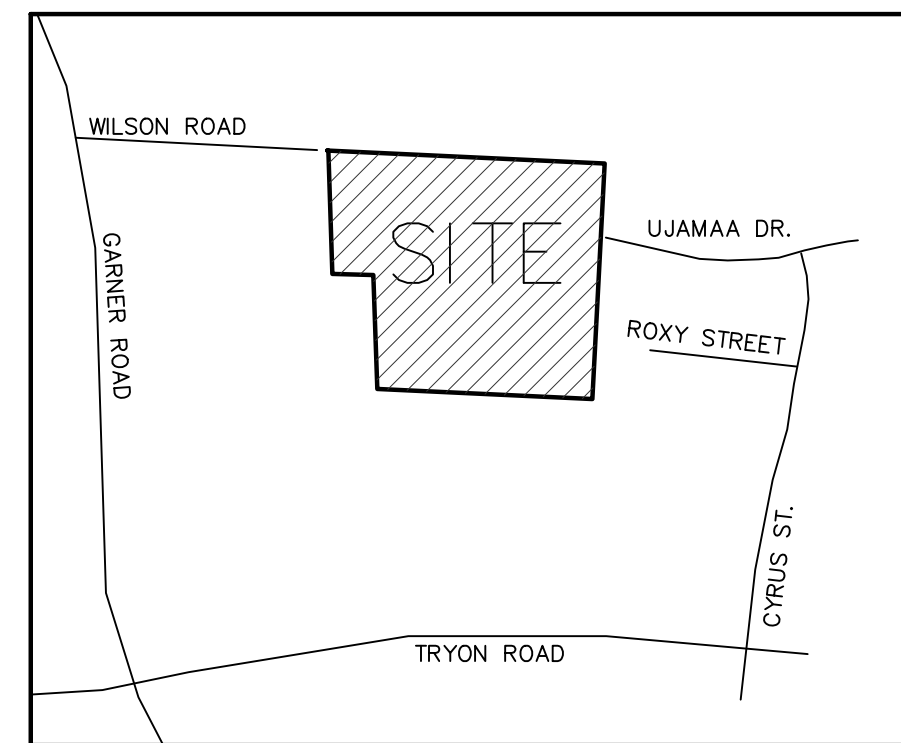 WILSON ROAD
SITE
UJAMAA DR.
GARNER ROAD
ROXY STREET
CYRUS ST.
TRYON ROAD